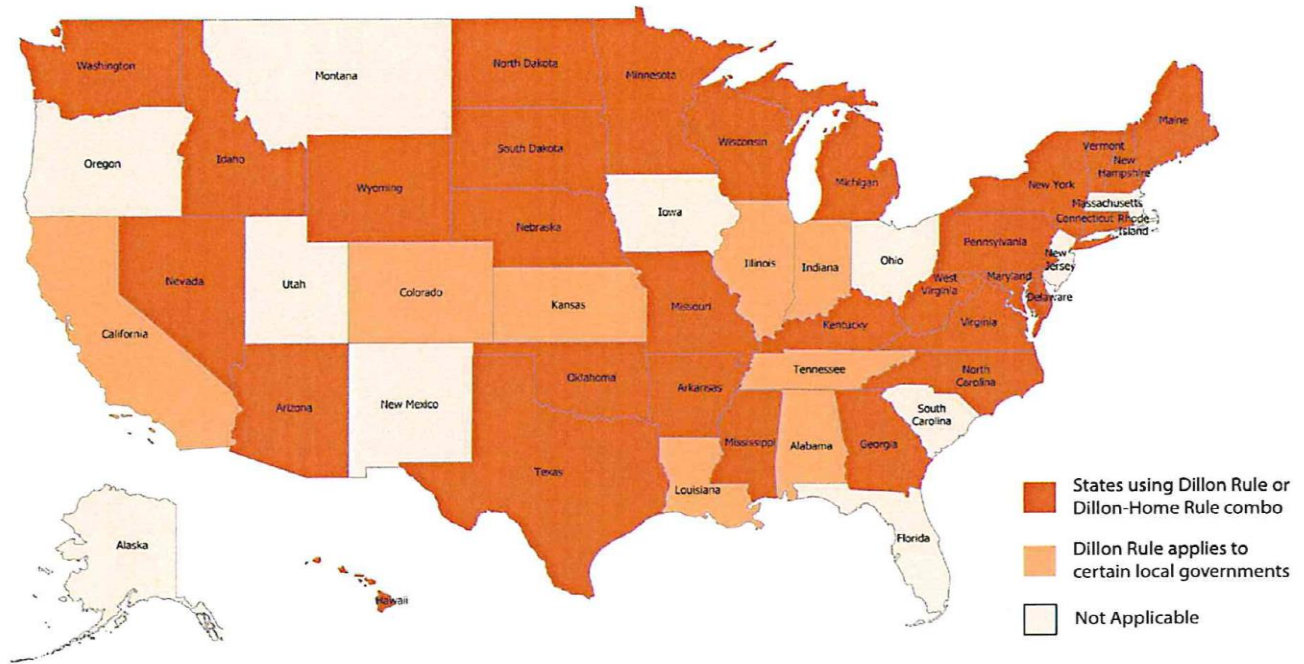 Washington
Montana
North Dakota
Minnesota
Maine
Vermont
New
Hampshire
Wisconsin
South Dakota
Oregon
Idaho
Wyoming
Michigan
New York
Massachusetts
Connecticut
Rhode
Island
Iowa
Nebraska
Pennsylvania
New
Jersey
Ohio
Illinois
Indiana
Nevada
Utah
Colorado
Kansas
Missouri
West
Virginia
Maryland
Delaware
Virginia
Kentucky
California
Tennessee
North
Carolina
Oklahoma
Arkansas
Arizona
New Mexico
South
Carolina
Mississippi
Alabama
Georgia
Texas
Louisiana
Florida
Alaska
Hawaii
States using Dillon Rule or
Dillon-Home Rule combo
Dillon Rule applies to
certain local governments
Not Applicable